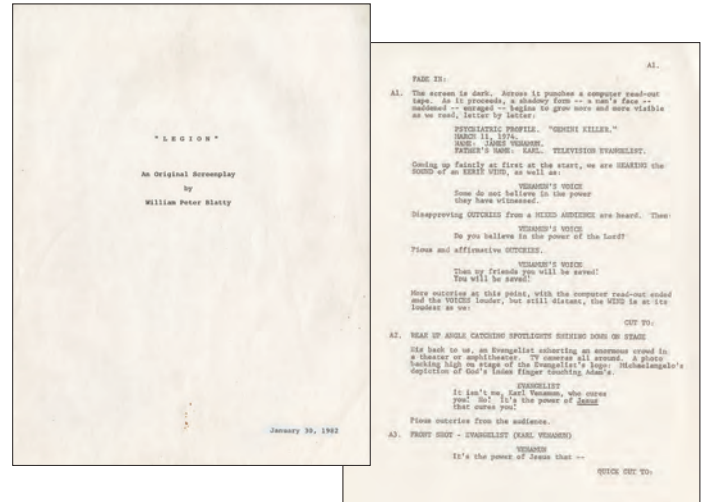 "LEGION"
An Original Screenplay
by
William Peter Blatty
January 30, 1982
A1.
FADE IN:
A1. The screen is dark. Across it punches a computer read-out
tape. As it proceeds, a shadowy form -- a man's face --
maddened -- enraged -- begins to grow more and more visible
as we read, letter by letter:
PSYCHIATRIC PROFILE. "GEMINI KILLER."
MARCH 11, 1974.
NAME: JAMES VENAMUN.
FATHER'S NAME: KARL. TELEVISION EVANGELIST.
Coming up faintly at first at the start, we are HEARING the
SOUND of an EERIE WIND, as well as:
VENAMUN'S VOICE
Some do not believe in the power
they have witnessed.
Disapproving OUTCRIES from a MIXED AUDIENCE are heard. Then:
VENAMUN'S VOICE
Do you believe in the power of the Lord?
Pious and affirmative OUTCRIES.
VENAMUN'S VOICE
Then my friends you will be saved!
You will be saved!
More outcries at this point, with the computer read-out ended
and the VOICES louder, but still distant, the WIND is at its
loudest as we:
CUT TO:
A2. REAR UP ANGLE CATCHING SPOTLIGHTS SHINING DOWN ON STAGE
His back to us, an Evangelist exhorting an enormous crowd in
a theater or amphitheater. TV cameras all around. A photo
backing high on stage of the Evangelist's logo: Michaelangelo's
depiction of God's index finger touching Adam's.
EVANGELIST
It isn't me, Karl Venamun, who cures
you! No! It's the power of Jesus
that cures you!
Pious outcries from the audience.
A3. FRONT SHOT - EVANGELIST (KARL VENAMUN)
VENAMUN
It's the power of Jesus that --
QUICK CUT TO: